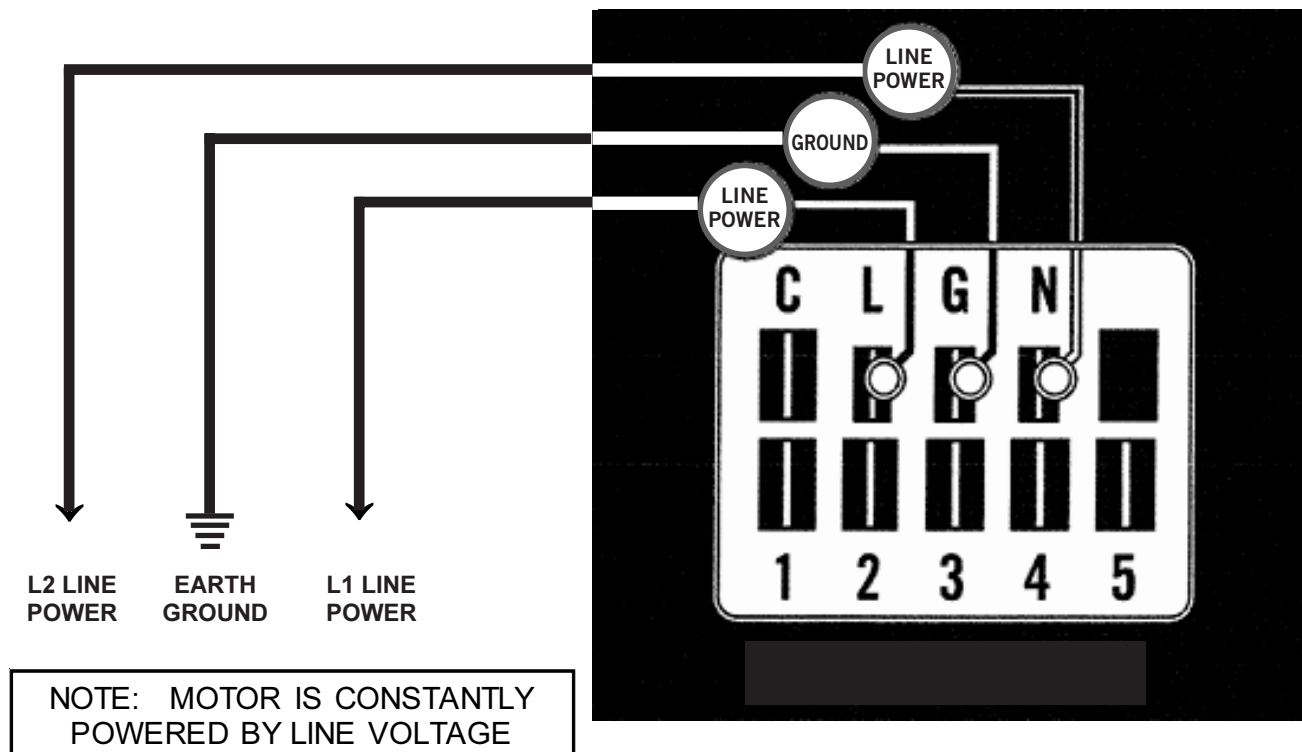 LINE
POWER
GROUND
LINE
POWER
C L G N
1 2 3 4 5
L2 LINE
POWER
EARTH
GROUND
L1 LINE
POWER
NOTE: MOTOR IS CONSTANTLY
POWERED BY LINE VOLTAGE